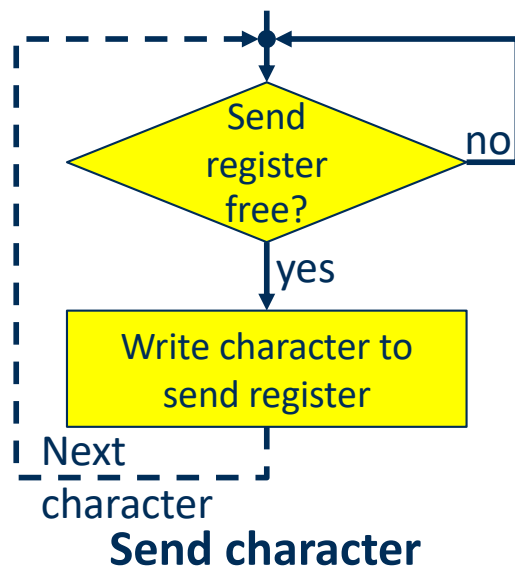 Send
register
free?
no
yes
Write character to
send register
Next
character
Send character